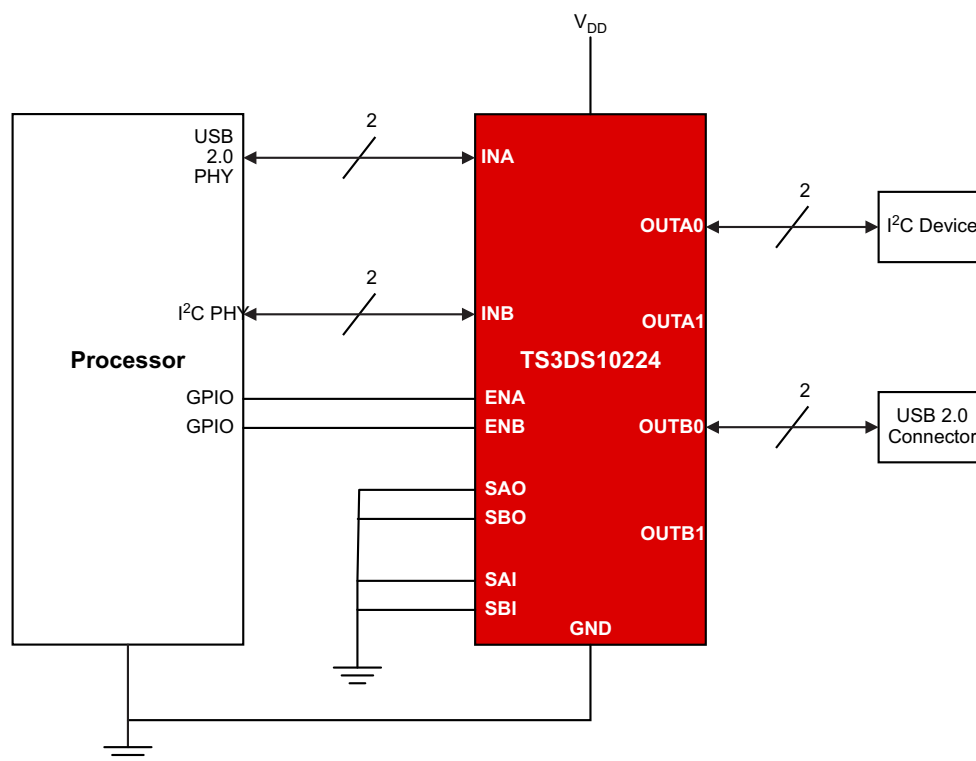 V_DD
2
USB
2.0
PHY
INA
2
OUTA0
I²C Device
2
I²C PHY
INB
OUTA1
Processor
TS3DS10224
GPIO
ENA
GPIO
ENB
2
OUTB0
USB 2.0
Connector
SAO
SBO
OUTB1
SAI
SBI
GND